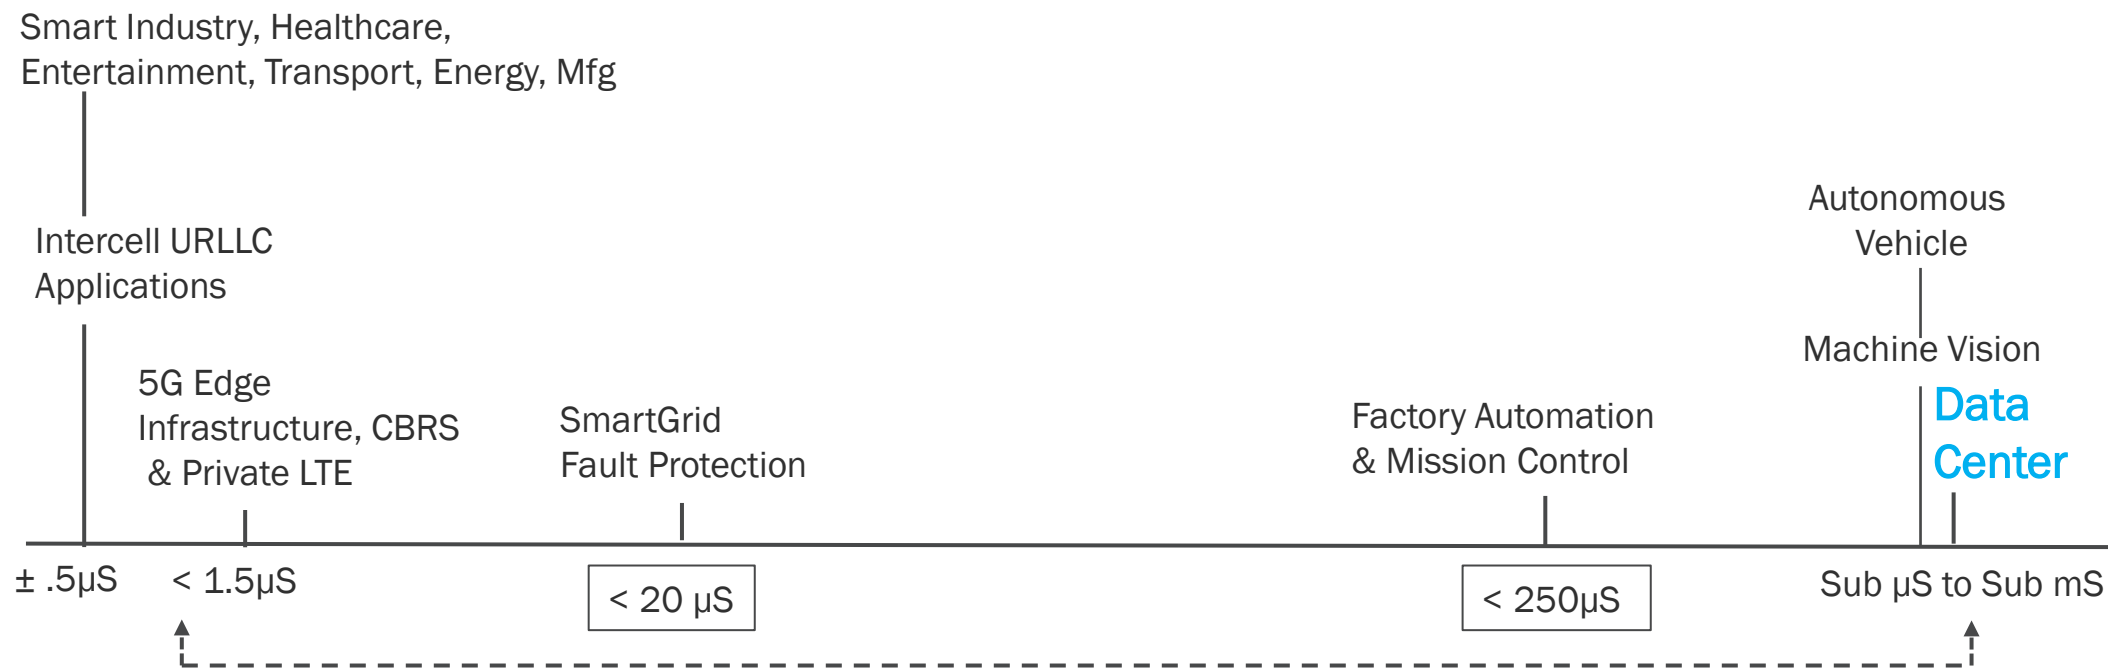 Smart Industry, Healthcare,
Entertainment, Transport, Energy, Mfg
Intercell URLLC
Applications
5G Edge
Infrastructure, CBRS
& Private LTE
SmartGrid
Fault Protection
Factory Automation
& Mission Control
Autonomous
Vehicle
Machine Vision
Data
Center
± .5µS
< 1.5µS
< 20 µS
< 250µS
Sub µS to Sub mS